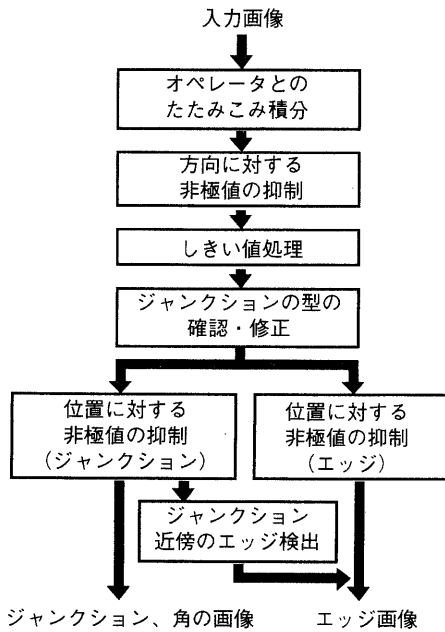 入力画像
オペレータとの
たたみこみ積分
方向に対する
非極値の抑制
しきい値処理
ジャンクションの型の
確認・修正
位置に対する
非極値の抑制
(ジャンクション)
位置に対する
非極値の抑制
(エッジ)
ジャンクション
近傍のエッジ検出
ジャンクション、角の画像
エッジ画像